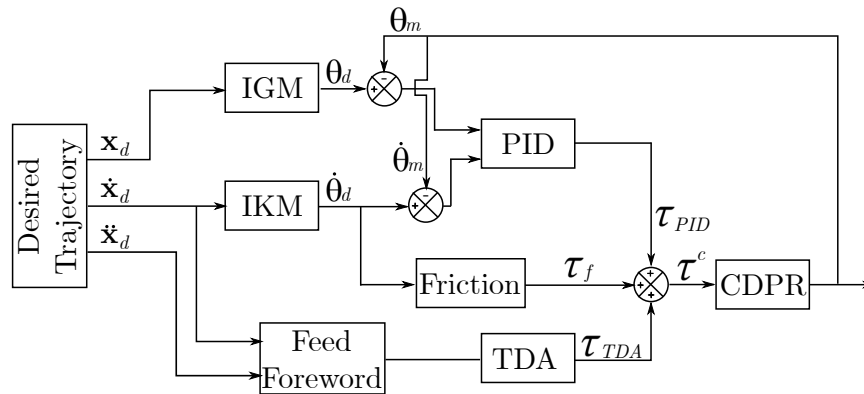 θm
IGM
θd
+
−
Desired
Trajectory
xd
ẋd
ẍd
θ̇m
PID
IKM
θ̇d
+
−
τPID
Friction
τf
+
+
+
τc
CDPR
Feed
Foreword
TDA
τTDA